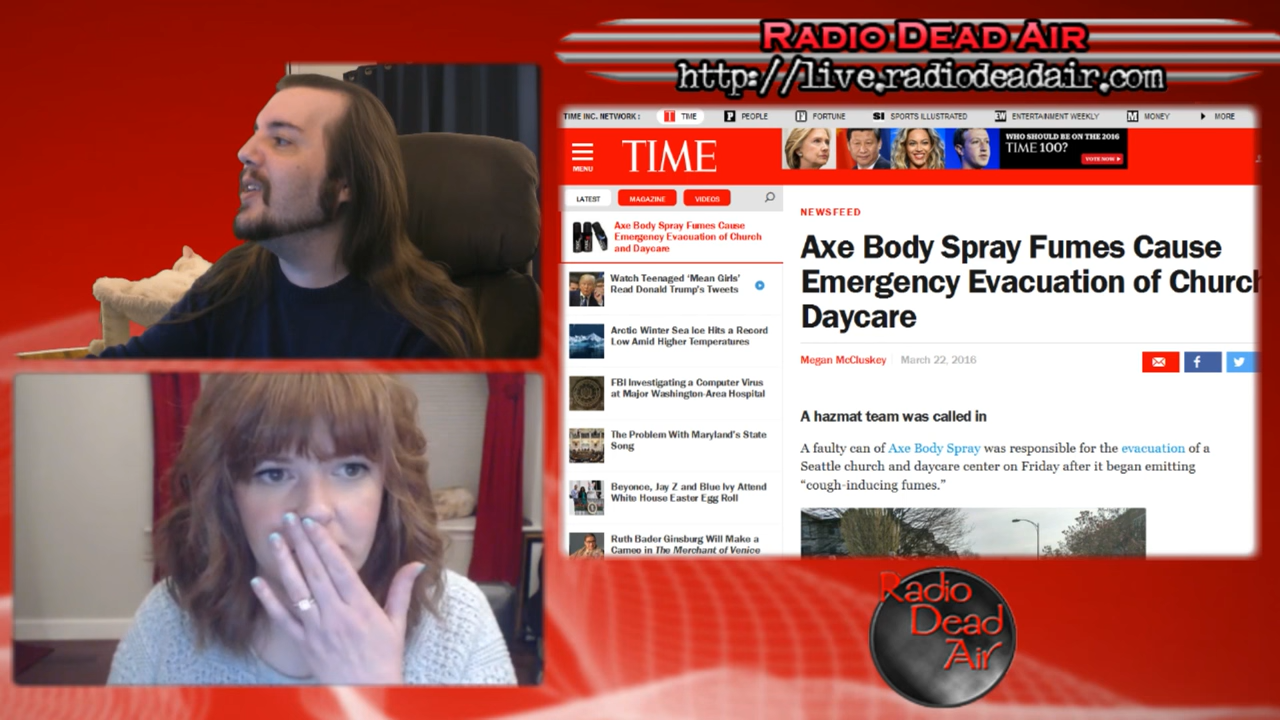 RADIO DEAD AIR
http://live.radiodeadair.com
TIME INC. NETWORK :
TIME
PEOPLE
FORTUNE
SI SPORTS ILLUSTRATED
EW ENTERTAINMENT WEEKLY
M MONEY
MORE
MENU
TIME
WHO SHOULD BE ON THE 2016
TIME 100?
VOTE NOW
LATEST
MAGAZINE
VIDEOS
Axe Body Spray Fumes Cause
Emergency Evacuation of Church
and Daycare
Watch Teenaged ‘Mean Girls’
Read Donald Trump's Tweets
Arctic Winter Sea Ice Hits a Record
Low Amid Higher Temperatures
FBI Investigating a Computer Virus
at Major Washington-Area Hospital
The Problem With Maryland's State
Song
Beyonce, Jay Z and Blue Ivy Attend
White House Easter Egg Roll
Ruth Bader Ginsburg Will Make a
Cameo in The Merchant of Venice
NEWSFEED
Axe Body Spray Fumes Cause
Emergency Evacuation of Church
Daycare
Megan McCluskey
March 22, 2016
A hazmat team was called in
A faulty can of Axe Body Spray was responsible for the evacuation of a
Seattle church and daycare center on Friday after it began emitting
“cough-inducing fumes.”
Radio
Dead
Air